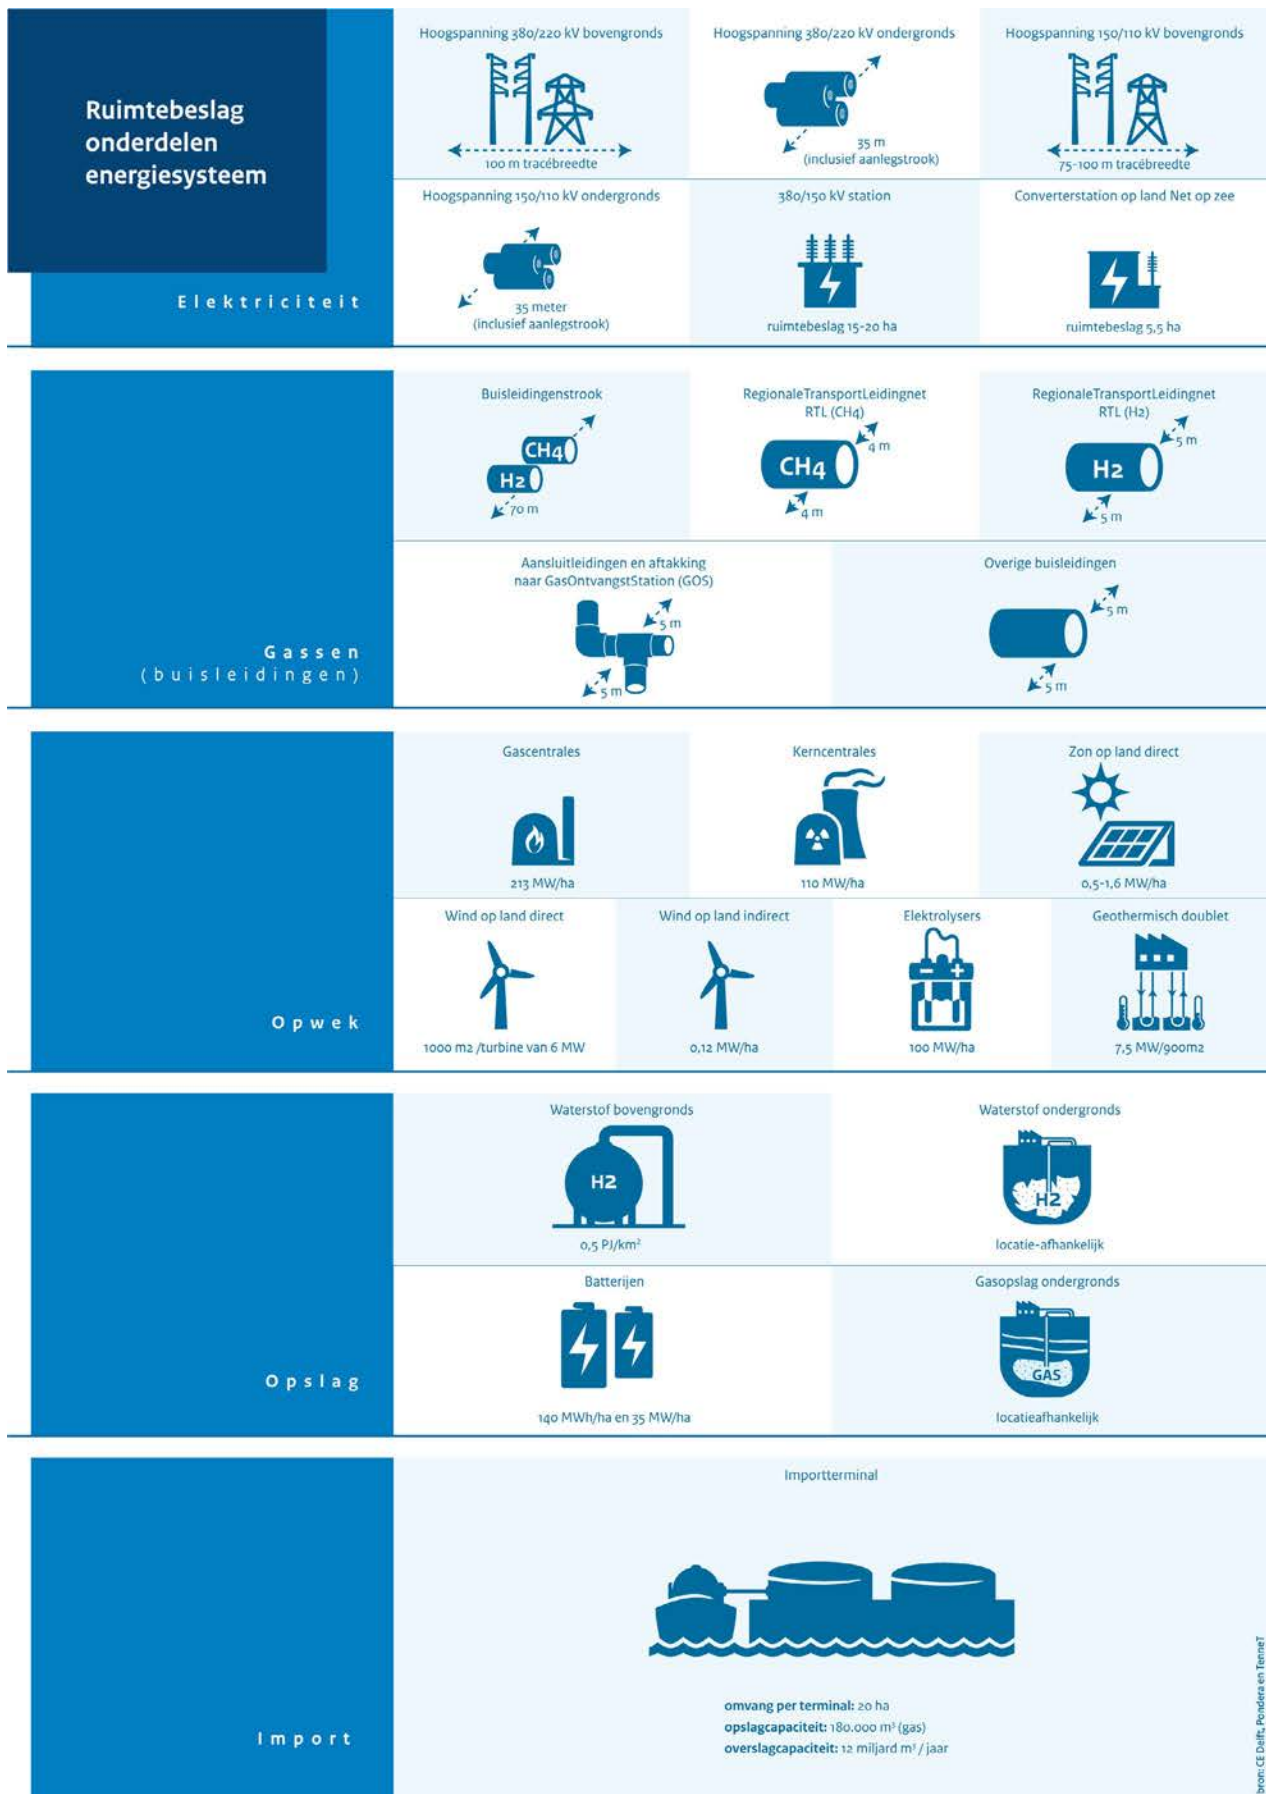 Ruimtebeslag
onderdelen
energiesysteem
Elektriciteit
Hoogspanning 380/220 kV bovengronds
100 m tracébreedte
Hoogspanning 380/220 kV ondergronds
35 m
(inclusief aanlegstrook)
Hoogspanning 150/110 kV bovengronds
75-100 m tracébreedte
Hoogspanning 150/110 kV ondergronds
35 meter
(inclusief aanlegstrook)
380/150 kV station
ruimtebeslag 15-20 ha
Converterstation op land Net op zee
ruimtebeslag 5,5 ha
Gassen
(buisleidingen)
Buisleidingenstrook
CH4
H2
70 m
RegionaleTransportLeidingnet
RTL (CH4)
4 m
CH4
4 m
RegionaleTransportLeidingnet
RTL (H2)
5 m
H2
5 m
Aansluitleidingen en aftakking
naar GasOntvangstStation (GOS)
5 m
5 m
Overige buisleidingen
5 m
5 m
Opwek
Gascentrales
213 MW/ha
Kerncentrales
110 MW/ha
Zon op land direct
0,5-1,6 MW/ha
Wind op land direct
1000 m2 /turbine van 6 MW
Wind op land indirect
0,12 MW/ha
Elektrolysers
100 MW/ha
Geothermisch doublet
7,5 MW/900m2
Opslag
Waterstof bovengronds
H2
0,5 PJ/km²
Waterstof ondergronds
H2
locatie-afhankelijk
Batterijen
140 MWh/ha en 35 MW/ha
Gasopslag ondergronds
GAS
locatieafhankelijk
Import
Importterminal
omvang per terminal: 20 ha
opslagcapaciteit: 180.000 m³ (gas)
overslagcapaciteit: 12 miljard m³ / jaar
bron: CE Delft, Pondera en TenneT